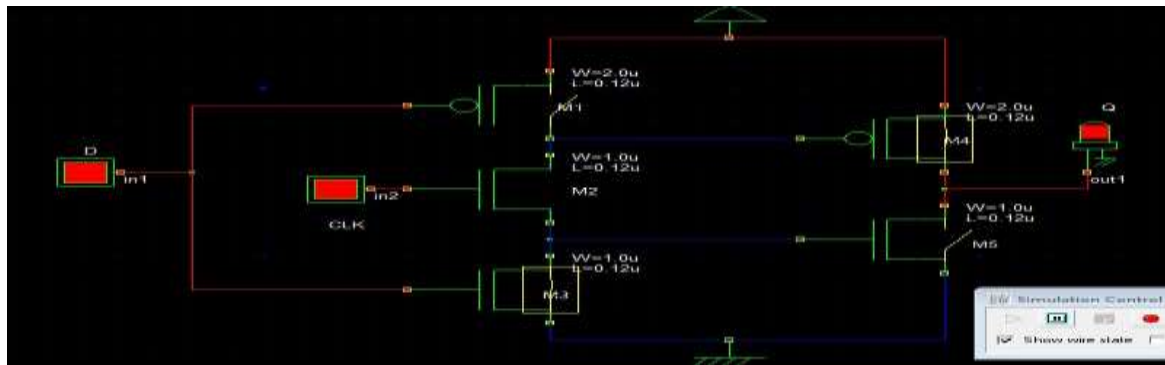 W=2.0u
L=0.12u
M1
W=2.0u
L=0.12u
M4
Q
D
in1
W=1.0u
L=0.12u
M2
in2
CLK
out1
W=1.0u
L=0.12u
M5
W=1.0u
L=0.12u
M3
Simulation Control
Show wire state